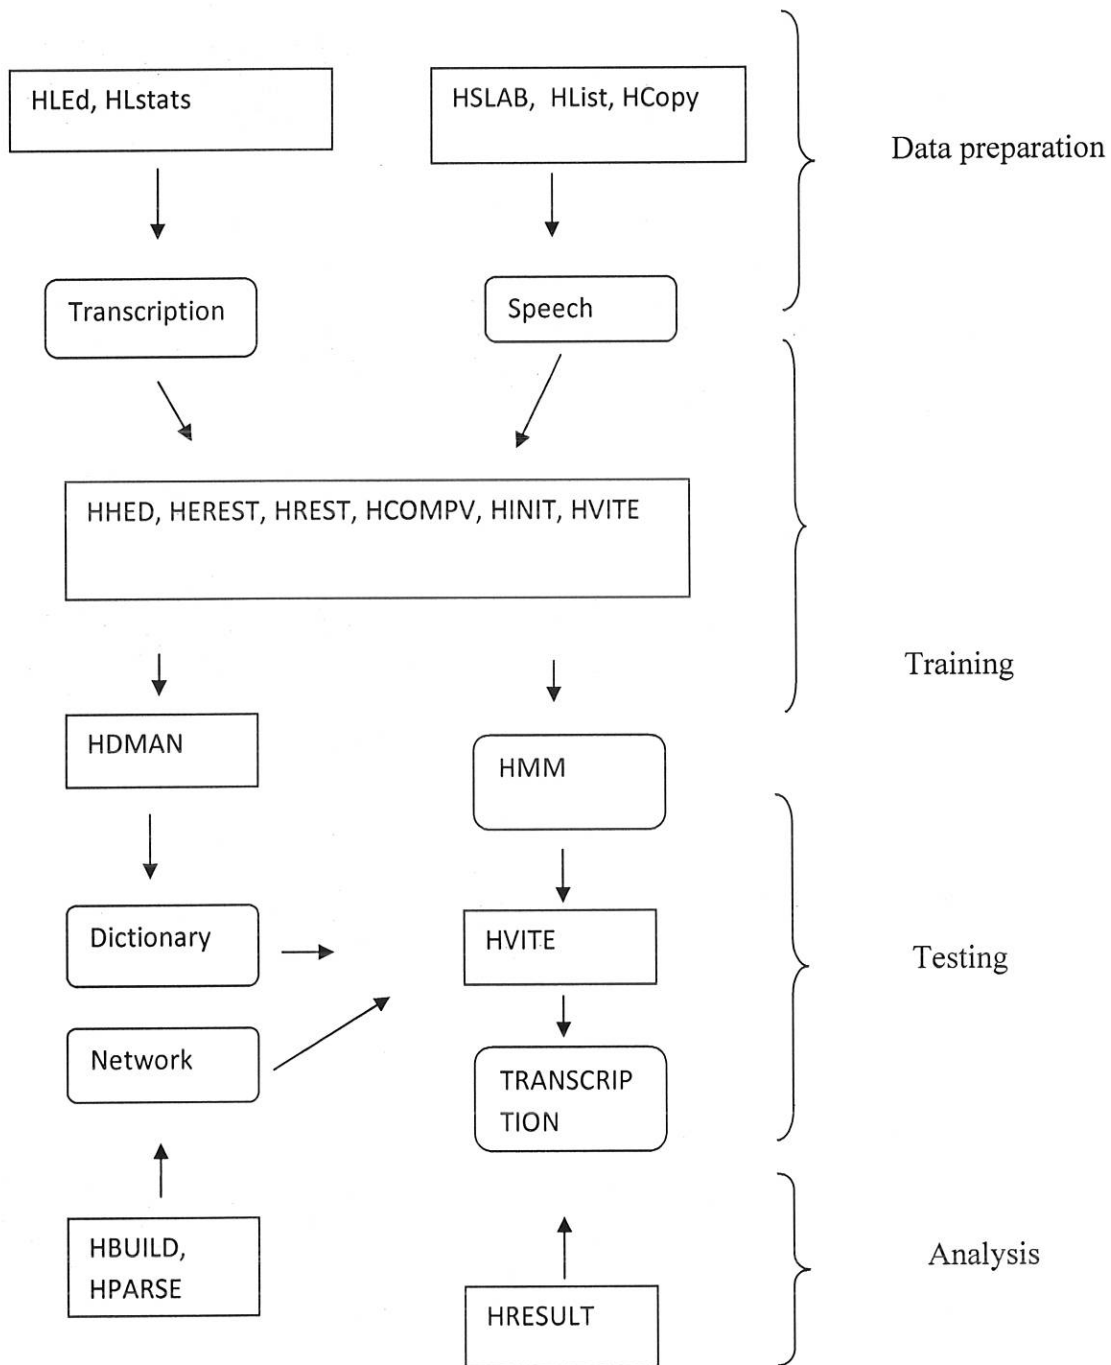 HLEd, HLstats
HSLAB, HList, HCopy
Data preparation
Transcription
Speech
HHED, HEREST, HREST, HCOMPV, HINIT, HVITE
Training
HDMAN
HMM
Dictionary
HVITE
Testing
Network
TRANSCRIP
TION
HBUILD,
HPARSE
Analysis
HRESULT